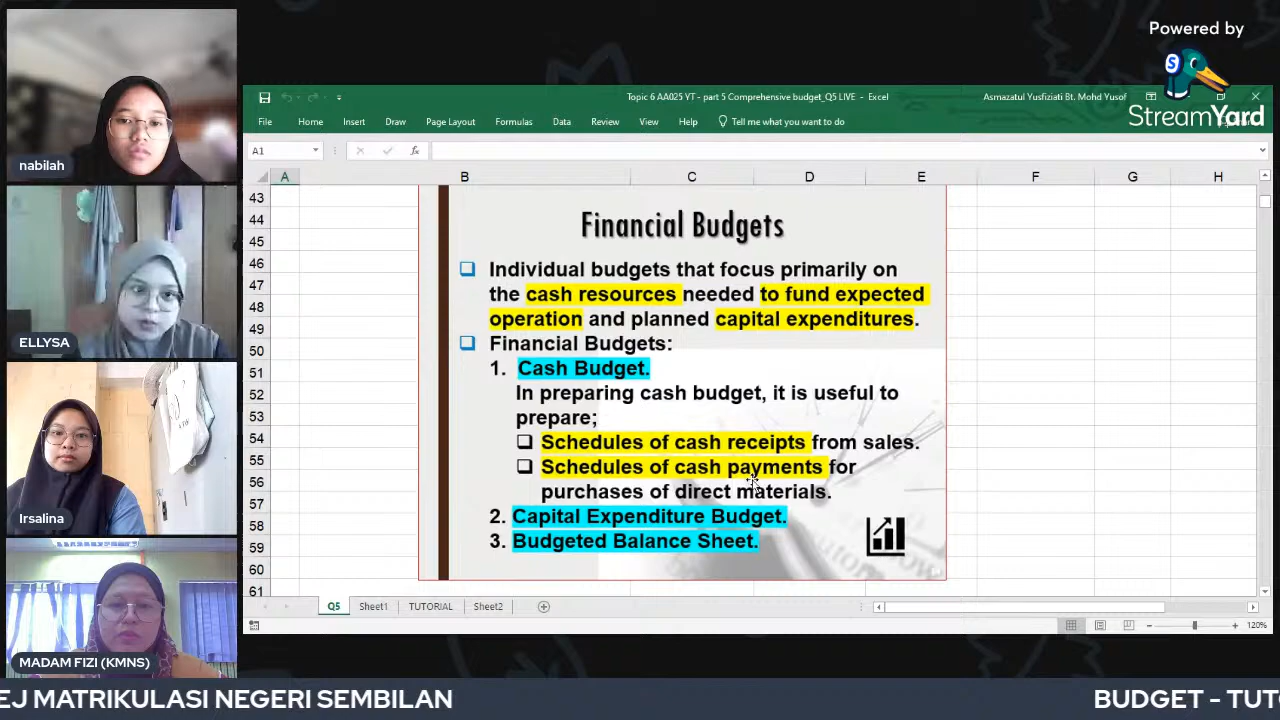 Powered by
S
StreamYard
nabilah
ELLYSA
Irsalina
MADAM FIZI (KMNS)
Topic 6 AA025 YT - part 5 Comprehensive budget_Q5 LIVE - Excel
Asmazatul Yusfiziati Bt. Mohd Yusof
File Home Insert Draw Page Layout Formulas Data Review View Help Tell me what you want to do
A1
fx
A B C D E F G H
43
44
45
46
47
48
49
50
51
52
53
54
55
56
57
58
59
60
61
Financial Budgets
Individual budgets that focus primarily on
the cash resources needed to fund expected
operation and planned capital expenditures.
Financial Budgets:
1. Cash Budget.
In preparing cash budget, it is useful to
prepare;
Schedules of cash receipts from sales.
Schedules of cash payments for
purchases of direct materials.
2. Capital Expenditure Budget.
3. Budgeted Balance Sheet.
Q5 Sheet1 TUTORIAL Sheet2
120%
EJ MATRIKULASI NEGERI SEMBILAN
BUDGET - TUTO